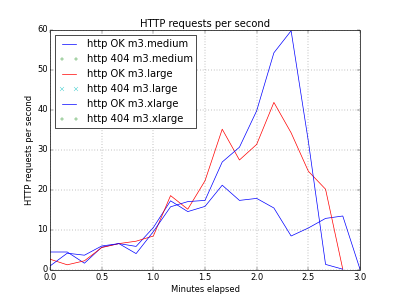 HTTP requests per second
60
50
40
30
20
10
0
HTTP requests per second
http OK m3.medium
http 404 m3.medium
http OK m3.large
http 404 m3.large
http OK m3.xlarge
http 404 m3.xlarge
0.0 0.5 1.0 1.5 2.0 2.5 3.0
Minutes elapsed